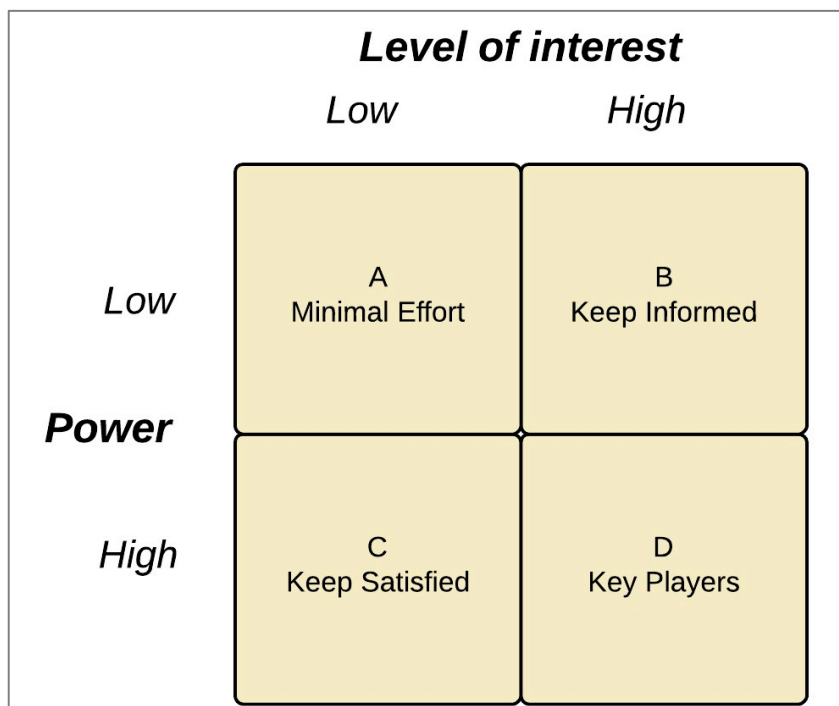 Level of interest
Low High
A
Minimal Effort
B
Keep Informed
Low
Power
C
Keep Satisfied
D
Key Players
High